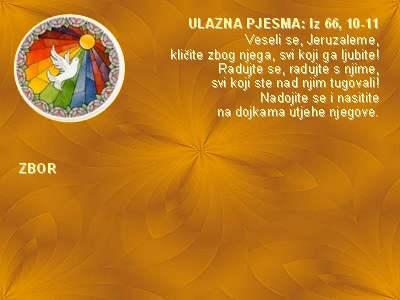 ULAZNA PJESMA: Iz 66, 10-11
Veseli se, Jeruzaleme,
kličite zbog njega, svi koji ga ljubite!
Radujte se, radujte s njime,
svi koji ste nad njim tugovali!
Nadojite se i nasitite
na dojkama utjehe njegove.
ZBOR